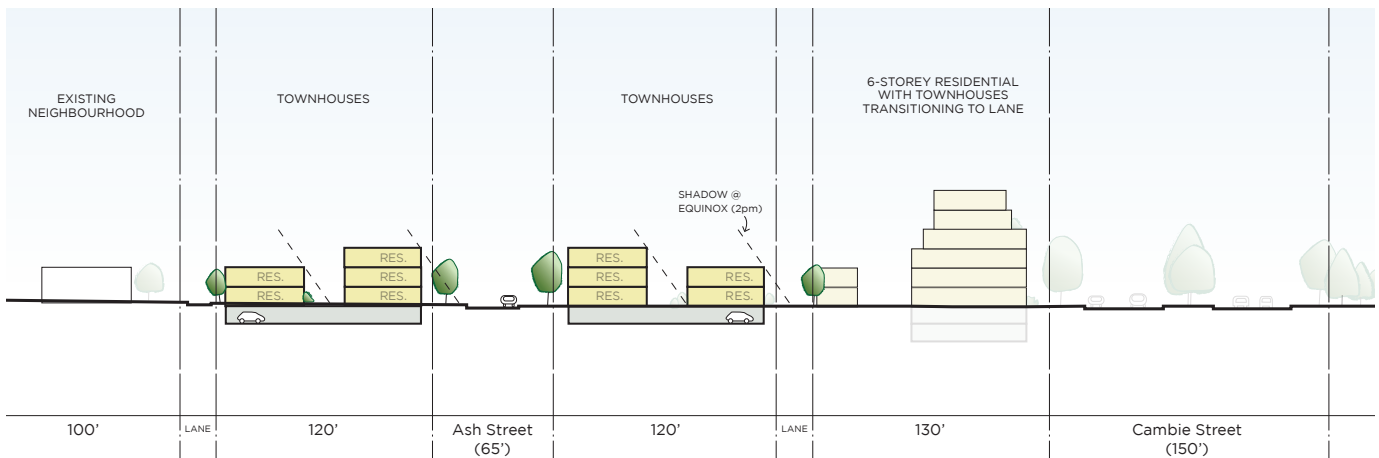 EXISTING
NEIGHBOURHOOD
TOWNHOUSES
TOWNHOUSES
6-STOREY RESIDENTIAL
WITH TOWNHOUSES
TRANSITIONING TO LANE
SHADOW @
EQUINOX (2pm)
RES.
RES.
RES.
RES.
RES.
RES.
RES.
RES.
RES.
RES.
100'
LANE
120'
Ash Street
(65')
120'
LANE
130'
Cambie Street
(150')